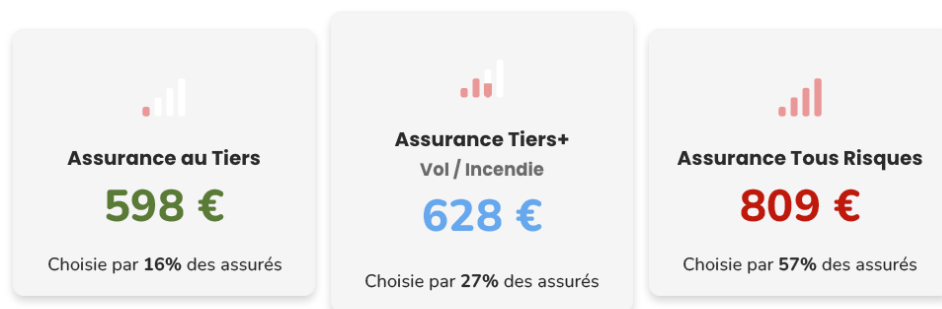 Assurance au Tiers
598 €
Choisie par 16% des assurés
Assurance Tiers+
Vol / Incendie
628 €
Choisie par 27% des assurés
Assurance Tous Risques
809 €
Choisie par 57% des assurés